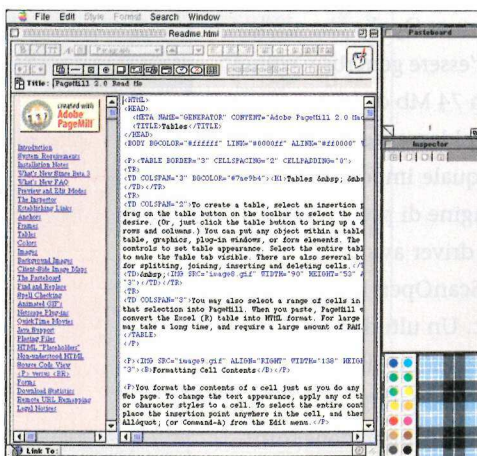 File Edit Style Format Search Window
Readme.html
Pasteboard
Title: PageMill 2.0 Read Me
created with
Adobe
PageMill
Introduction
System Requirements
Installation Notes
What's New Since Beta 3
What's New FAQ
Preview and Edit Modes
The Inspector
Establishing Links
Anchors
Frames
Tables
Colors
Images
Background Images
Client-Side Image Maps
The Pasteboard
Find and Replace
Spell Checking
Animated GIF's
Netscape Plug-ins
QuickTime Movies
Java Support
Placing Files
HTML "Placeholders"
Non-understood HTML
Source Code View
<P> versus <BR>
Forms
Download Statistics
Remote URL Remapping
Legal Notices
<HTML>
<HEAD>
<META NAME="GENERATOR" CONTENT="Adobe PageMill 2.0 Mac
<TITLE>Tables</TITLE>
</HEAD>
<BODY BGCOLOR="#ffffff" LINK="#0000ff" ALINK="#ff0000"
<P><TABLE BORDER="3" CELLSPACING="2" CELLPADDING="0">
<TR>
<TD COLSPAN="3" BGCOLOR="#7ae9b4"><H1>Tables &nbsp;
</TD></TR>
<TR>
<TD COLSPAN="2">To create a table, select an insertion
drag on the table button on the toolbar to select the
desire. (Or, just click the table button to bring up a
rows and columns.) You can put any object within a table
table, graphics, plug-in windows, or form elements. The
controls to set table appearance. Select the entire
to make the Table tab visible. There are also several
for splitting, joining, inserting and deleting cells.
<TD>&nbsp;<IMG SRC="image8.gif" WIDTH="90" HEIGHT="53"
"3"></TD></TR>
<TR>
<TD COLSPAN="3">You may also select a range of cells in
that selection into PageMill. When you paste, PageMill
convert the Excel (R) table into HTML format. For large
may take a long time, and require a large amount of RAM.
</TABLE>
</P>
<P><IMG SRC="image9.gif" ALIGN="RIGHT" WIDTH="138"
"3"><B>Formatting Cell Contents</B></P>
<P>You format the contents of a cell just as you do any
Web page. To change the text appearance, apply any of
or character styles to a cell. To select the entire
place the insertion point anywhere in the cell, and
All&quot; (or Command-A) from the Edit menu.</P>
Link To:
Inspector